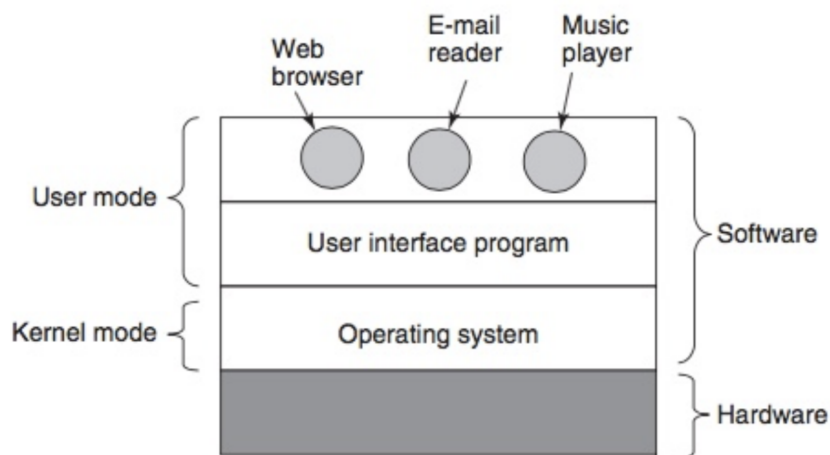 Web
browser
E-mail
reader
Music
player
User mode
User interface program
Software
Kernel mode
Operating system
Hardware